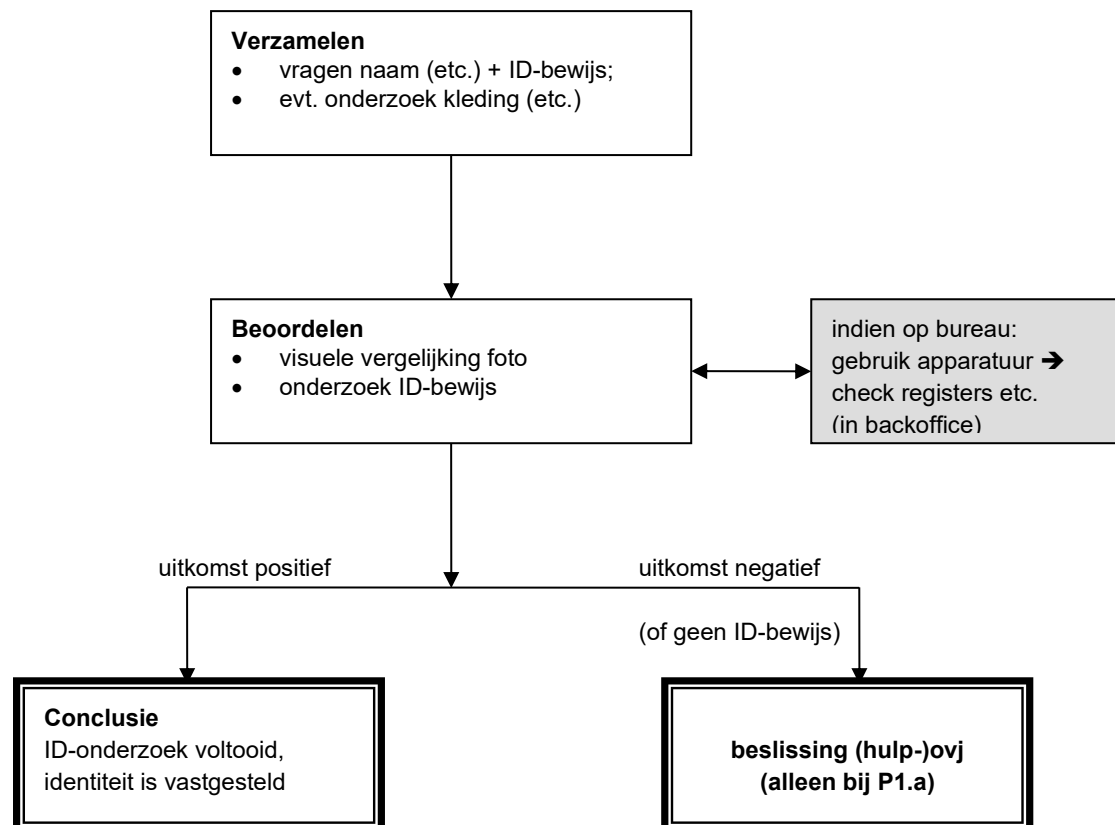 Verzamelen
• vragen naam (etc.) + ID-bewijs;
• evt. onderzoek kleding (etc.)
Beoordelen
• visuele vergelijking foto
• onderzoek ID-bewijs
indien op bureau:
gebruik apparatuur ➔
check registers etc.
(in backoffice)
uitkomst positief
uitkomst negatief
(of geen ID-bewijs)
Conclusie
ID-onderzoek voltooid,
identiteit is vastgesteld
beslissing (hulp-)ovj
(alleen bij P1.a)